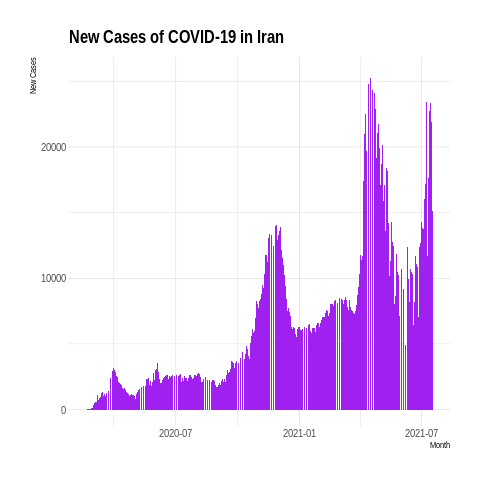 New Cases of COVID-19 in Iran
New Cases
20000
10000
0
2020-07
2021-01
2021-07
Month